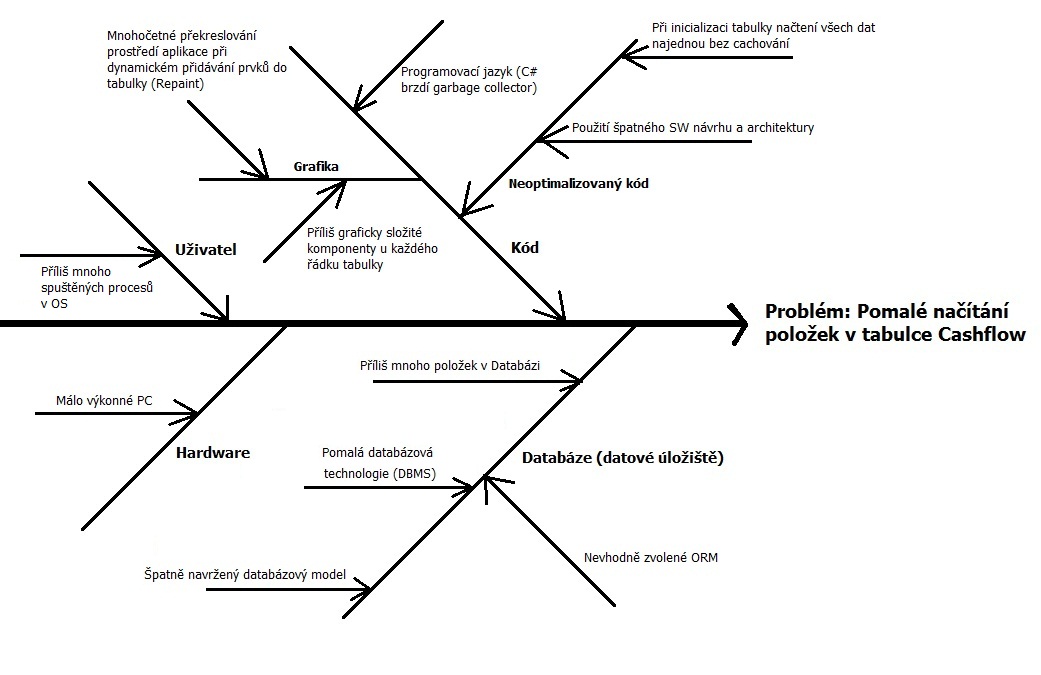 Mnohočetné překreslování
prostředí aplikace při
dynamickém přidávání prvků do
tabulky (Repaint)
Programovací jazyk (C#
brzdí garbage collector)
Při inicializaci tabulky načtení všech dat
najednou bez cachování
Použití špatného SW návrhu a architektury
Grafika
Neoptimalizovaný kód
Příliš graficky složité
komponenty u každého
řádku tabulky
Uživatel
Kód
Příliš mnoho
spuštěných procesů
v OS
Problém: Pomalé načítání
položek v tabulce Cashflow
Příliš mnoho položek v Databázi
Málo výkonné PC
Hardware
Pomalá databázová
technologie (DBMS)
Databáze (datové úložiště)
Nevhodně zvolené ORM
Špatně navržený databázový model